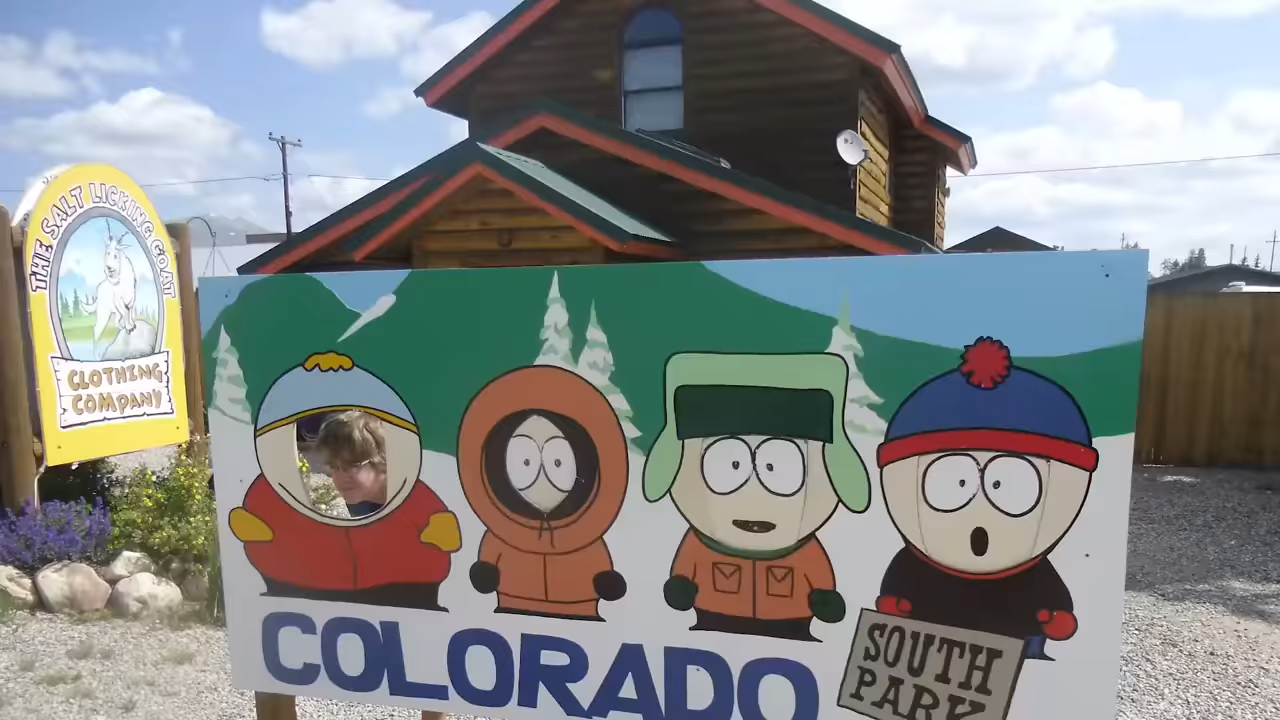 THE SALT LICKING GOAT
CLOTHING
COMPANY
COLORADO
SOUTH
PARK